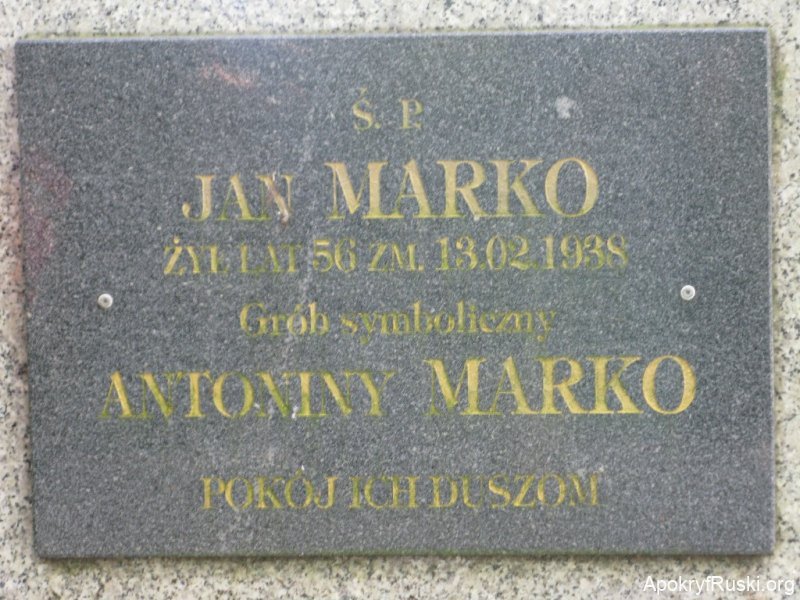 Ś. P.
JAN MARKO
ŻYŁ LAT 56 ZM. 13.02.1938
Grób symboliczny
ANTONINY MARKO
POKÓJ ICH DUSZOM
ApokryfRuski.org